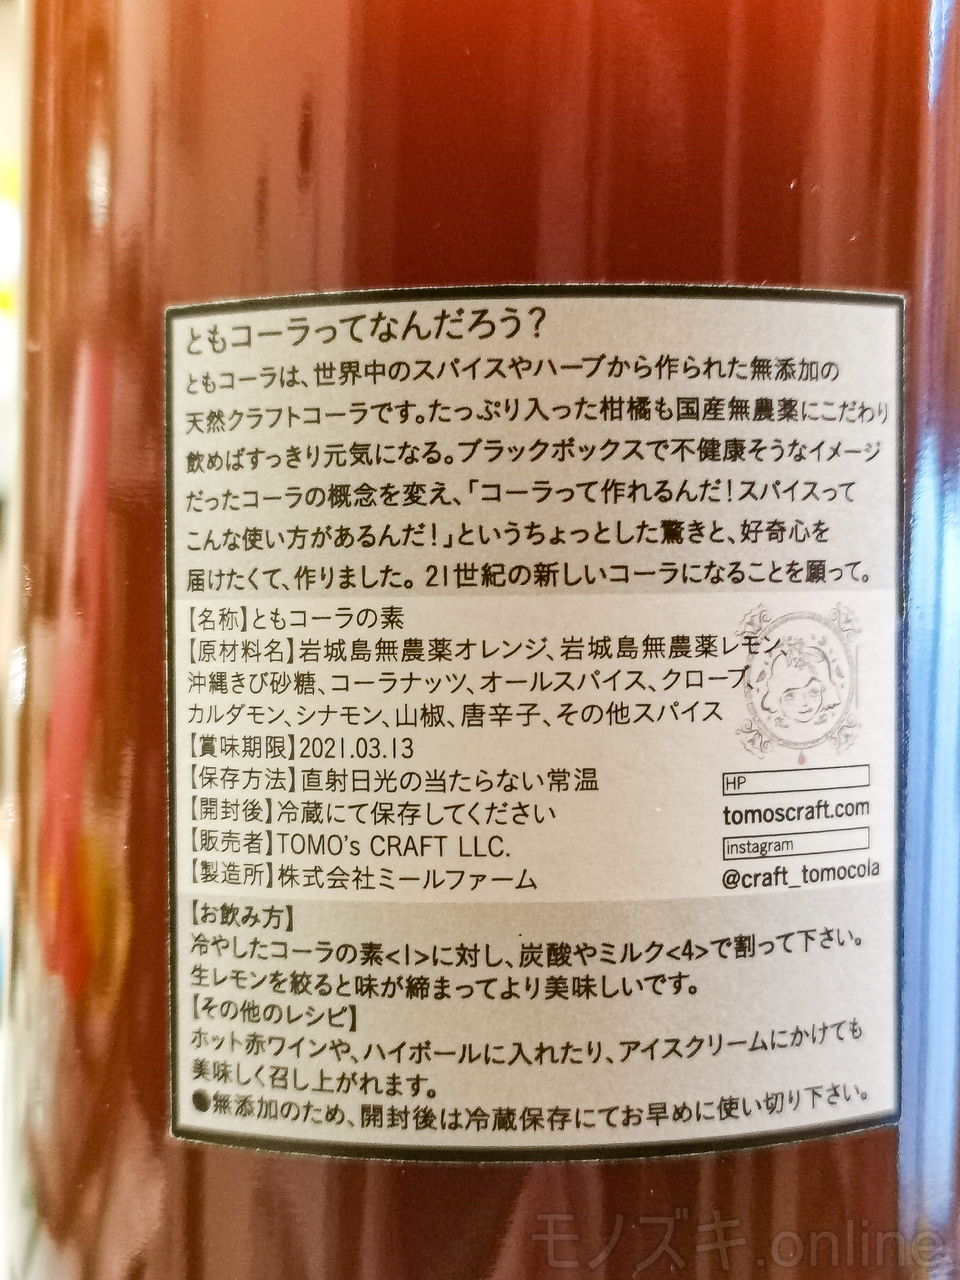 ともコーラってなんだろう?
ともコーラは、世界中のスパイスやハーブから作られた無添加の
天然クラフトコーラです。たっぷり入った柑橘も国産無農薬にこだわり
飲めばすっきり元気になる。ブラックボックスで不健康そうなイメージ
だったコーラの概念を変え、「コーラって作れるんだ!スパイスって
こんな使い方があるんだ!」というちょっとした驚きと、好奇心を
届けたくて、作りました。21世紀の新しいコーラになることを願って。
【名称】ともコーラの素
【原材料名】岩城島無農薬オレンジ、岩城島無農薬レモン、
沖縄きび砂糖、コーラナッツ、オールスパイス、クローブ、
カルダモン、シナモン、山椒、唐辛子、その他スパイス
【賞味期限】2021.03.13
【保存方法】直射日光の当たらない常温
【開封後】冷蔵にて保存してください
【販売者】TOMO's CRAFT LLC.
【製造所】株式会社ミールファーム
HP
tomoscraft.com
instagram
@craft_tomocola
【お飲み方】
冷やしたコーラの素<1>に対し、炭酸やミルク<4>で割って下さい。
生レモンを絞ると味が締まってより美味しいです。
【その他のレシピ】
ホット赤ワインや、ハイボールに入れたり、アイスクリームにかけても
美味しく召し上がれます。
●無添加のため、開封後は冷蔵保存にてお早めに使い切り下さい。
モノズキ.online